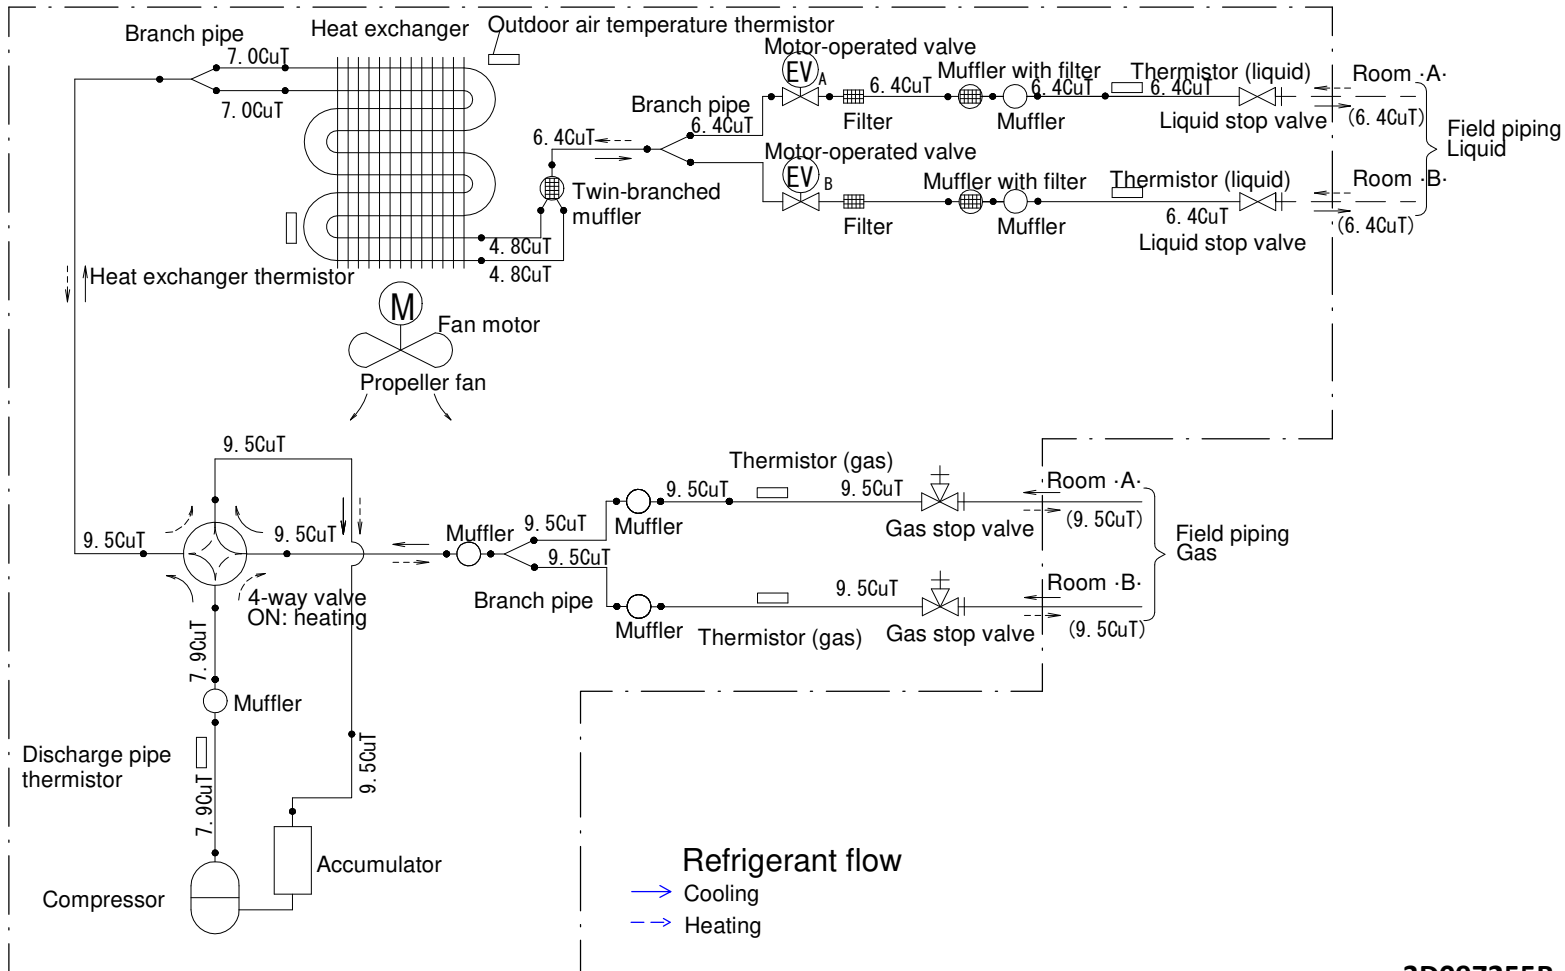 Branch pipe
Heat exchanger
Outdoor air temperature thermistor
7.0CuT
7.0CuT
Motor-operated valve
EV
A
6.4CuT
Muffler with filter
6.4CuT
Thermistor (liquid)
6.4CuT
Room ·A·
(6.4CuT)
Branch pipe
6.4CuT
Filter
Muffler
Liquid stop valve
Field piping
Liquid
6.4CuT
Motor-operated valve
EV
B
Muffler with filter
Thermistor (liquid)
Room ·B·
Twin-branched
muffler
Filter
Muffler
6.4CuT
(6.4CuT)
Liquid stop valve
4.8CuT
4.8CuT
Heat exchanger thermistor
M
Fan motor
Propeller fan
9.5CuT
Thermistor (gas)
9.5CuT
9.5CuT
Room ·A·
(9.5CuT)
Muffler
Gas stop valve
Field piping
Gas
9.5CuT
9.5CuT
Muffler
9.5CuT
9.5CuT
9.5CuT
Room ·B·
(9.5CuT)
4-way valve
ON: heating
Branch pipe
Muffler
Thermistor (gas)
Gas stop valve
7.9CuT
Muffler
Discharge pipe
thermistor
7.9CuT
9.5CuT
Accumulator
Compressor
Refrigerant flow
Cooling
Heating